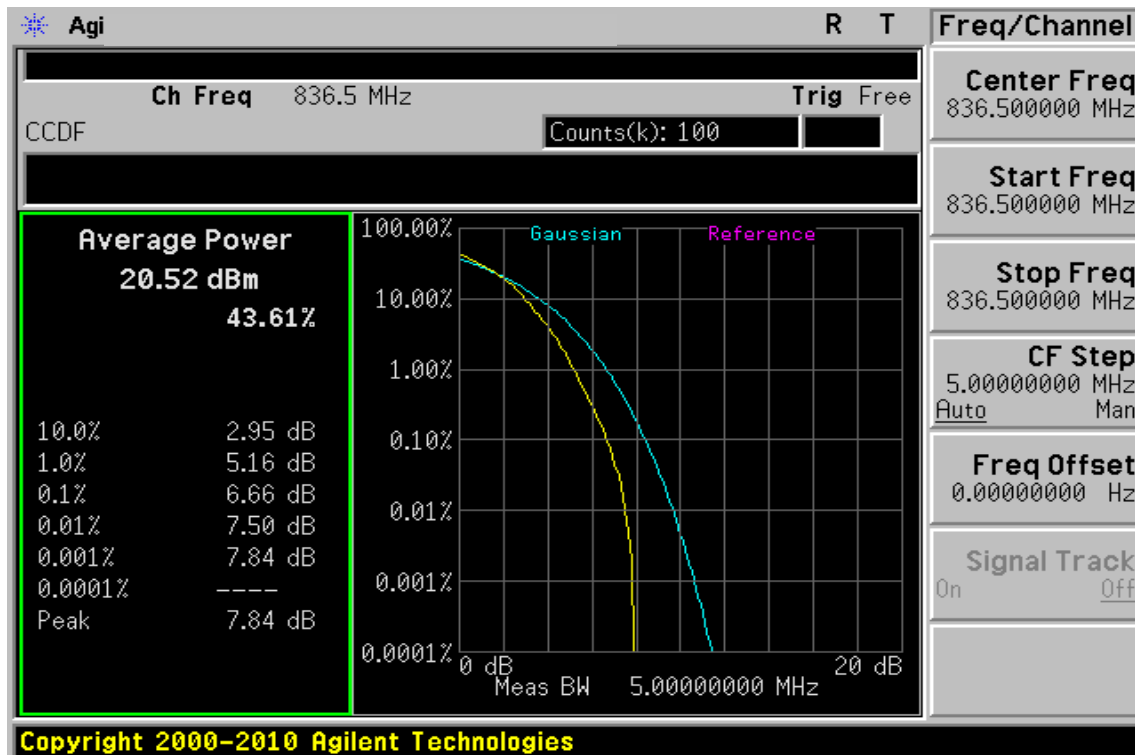 Agi R T
Ch Freq 836.5 MHz Trig Free
CCDF Counts(k): 100
Average Power
20.52 dBm
43.61%
10.0% 2.95 dB
1.0% 5.16 dB
0.1% 6.66 dB
0.01% 7.50 dB
0.001% 7.84 dB
0.0001% ----
Peak 7.84 dB
Gaussian Reference
100.00%
10.00%
1.00%
0.10%
0.01%
0.001%
0.0001%
0 dB 20 dB
Meas BW 5.00000000 MHz
Freq/Channel
Center Freq
836.500000 MHz
Start Freq
836.500000 MHz
Stop Freq
836.500000 MHz
CF Step
5.00000000 MHz
Auto Man
Freq Offset
0.00000000 Hz
Signal Track
On Off
Copyright 2000-2010 Agilent Technologies